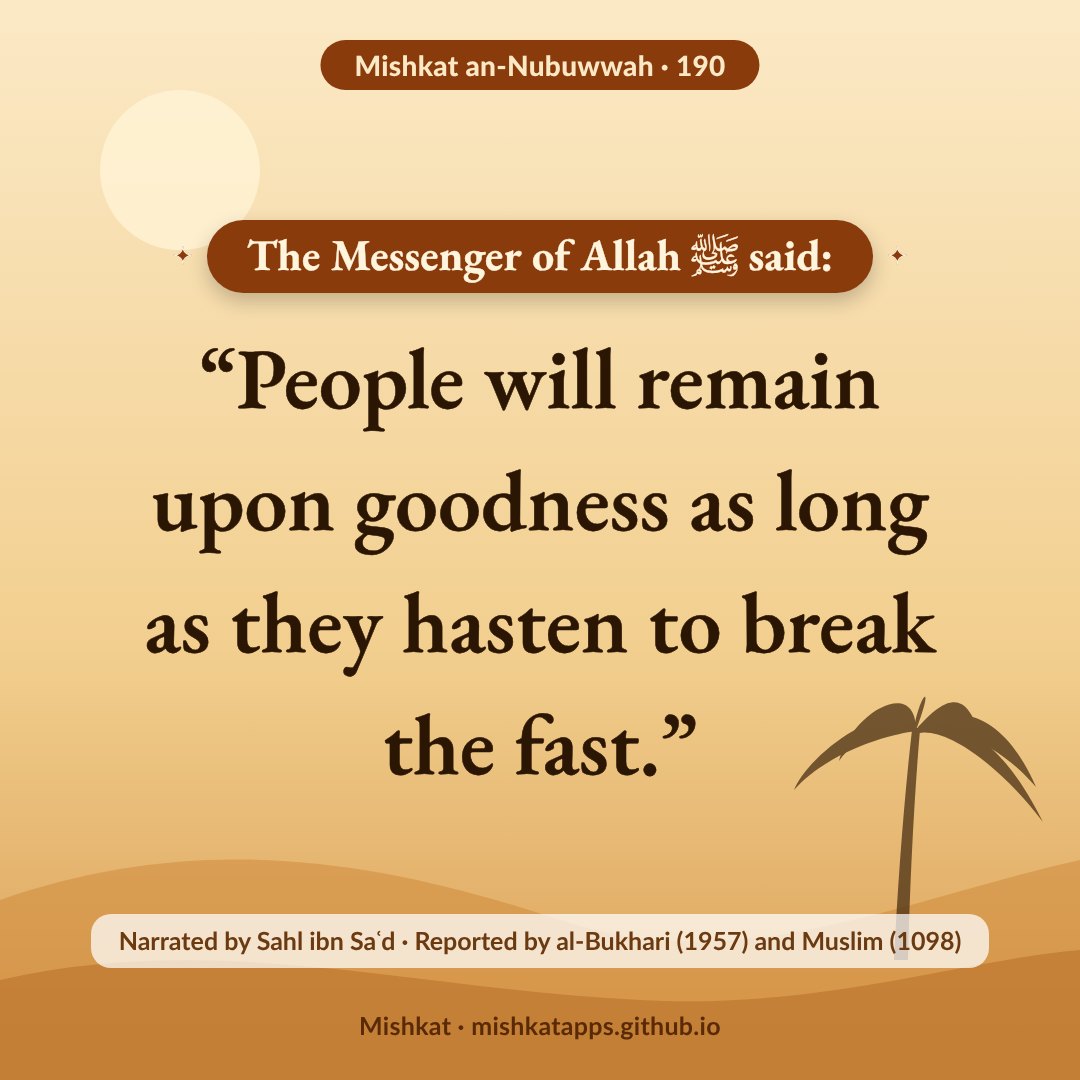 Mishkat an-Nubuwwah · 190
The Messenger of Allah ﷺ said:
“People will remain
upon goodness as long
as they hasten to break
the fast.”
Narrated by Sahl ibn Saʿd · Reported by al-Bukhari (1957) and Muslim (1098)
Mishkat · mishkatapps.github.io